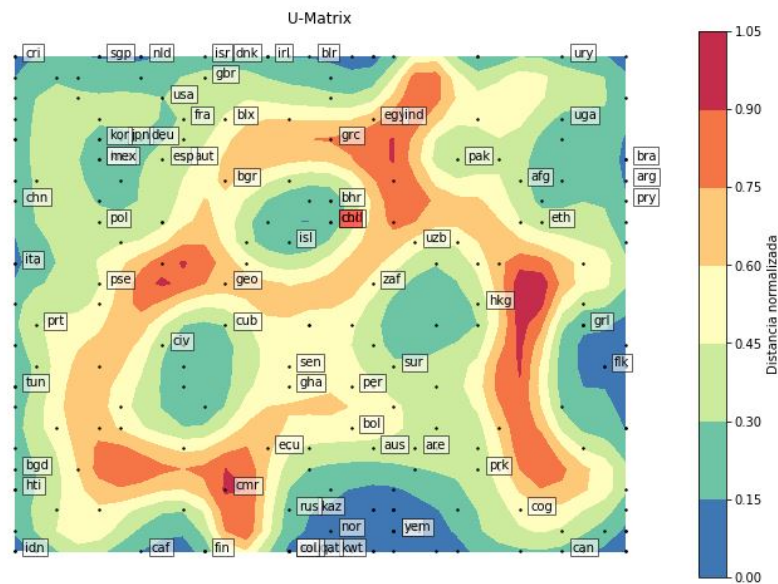 U-Matrix
cri sgp nld isr dnk irl blr ury
gbr
usa
fra blx egy ind uga
kor jpn deu grc
mex esp aut pak bra
bgr afg arg
chn bhr pry
pol eth
isl uzb
ita
pse geo zaf
hkg
prt cub grl
civ
sen sur flk
tun gha per
bol
ecu aus are
bgd prk
hti cmr
rus kaz cog
nor yem
idn caf fin col qat kwt can
1.05
0.90
0.75
0.60
0.45
0.30
0.15
0.00
Distancia normalizada